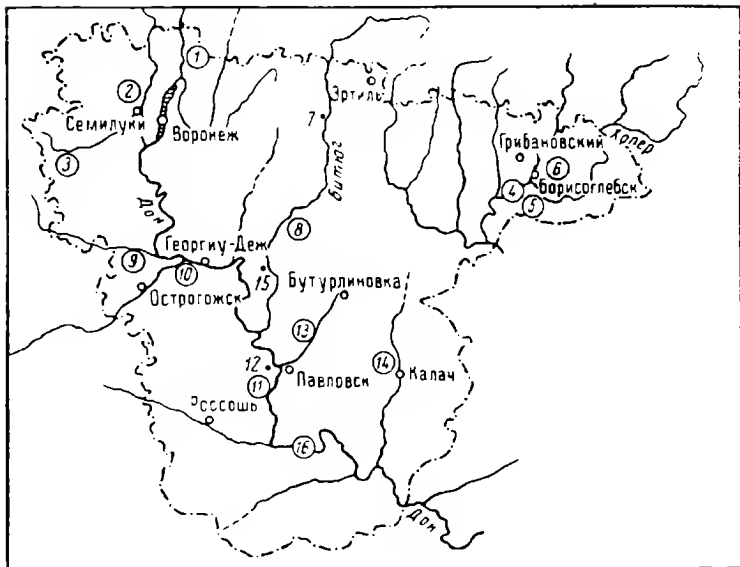 1
2
Семилуки
Воронеж
3
Дон
7
Эртиль
Битюг
Грибановский
Хопер
6
Борисоглебск
4
5
8
Георгиу-Деж
9
10
15
Острогожск
Бутурлиновка
13
12
11
Павловск
14
Калач
Россошь
16
Дон